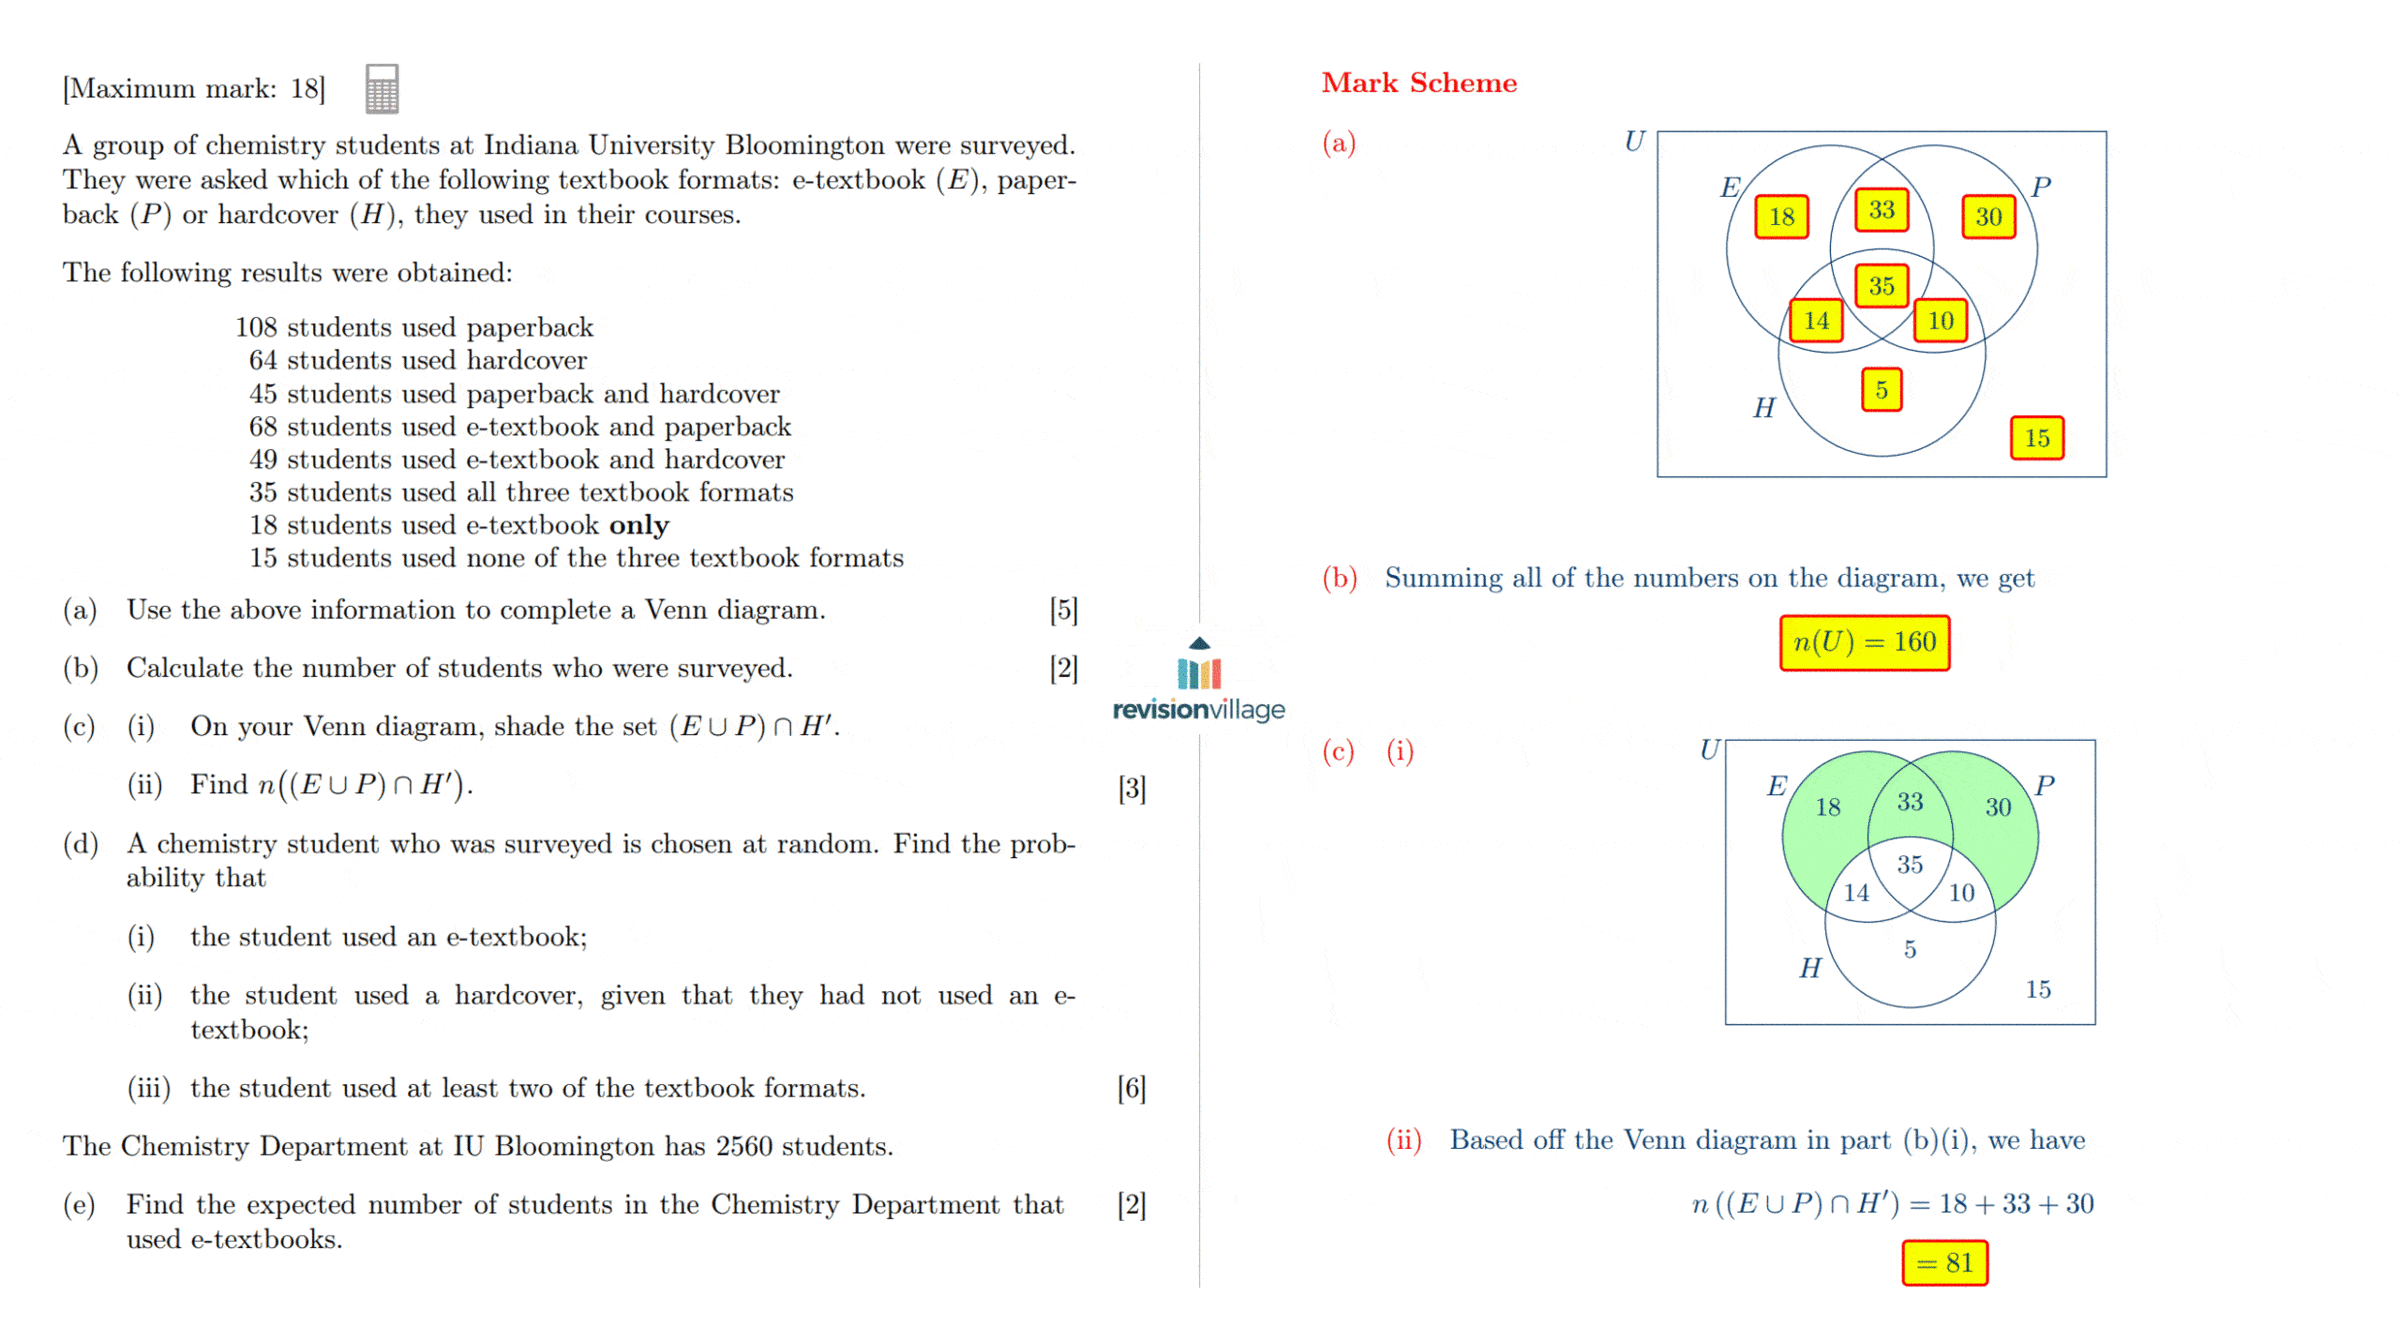 [Maximum mark: 18]
A group of chemistry students at Indiana University Bloomington were surveyed.
They were asked which of the following textbook formats: e-textbook (E), paper-
back (P) or hardcover (H), they used in their courses.
The following results were obtained:
108 students used paperback
64 students used hardcover
45 students used paperback and hardcover
68 students used e-textbook and paperback
49 students used e-textbook and hardcover
35 students used all three textbook formats
18 students used e-textbook only
15 students used none of the three textbook formats
(a) Use the above information to complete a Venn diagram. [5]
(b) Calculate the number of students who were surveyed. [2]
(c) (i) On your Venn diagram, shade the set (E ∪ P) ∩ H′.
(ii) Find n((E ∪ P) ∩ H′). [3]
(d) A chemistry student who was surveyed is chosen at random. Find the prob-
ability that
(i) the student used an e-textbook;
(ii) the student used a hardcover, given that they had not used an e-
textbook;
(iii) the student used at least two of the textbook formats. [6]
The Chemistry Department at IU Bloomington has 2560 students.
(e) Find the expected number of students in the Chemistry Department that [2]
used e-textbooks.
revisionvillage
Mark Scheme
(a)
U
E
P
18
33
30
35
14
10
5
H
15
(b) Summing all of the numbers on the diagram, we get
n(U) = 160
(c) (i)
U
E
P
18
33
30
35
14
10
5
H
15
(ii) Based off the Venn diagram in part (b)(i), we have
n ((E ∪ P) ∩ H′) = 18 + 33 + 30
= 81